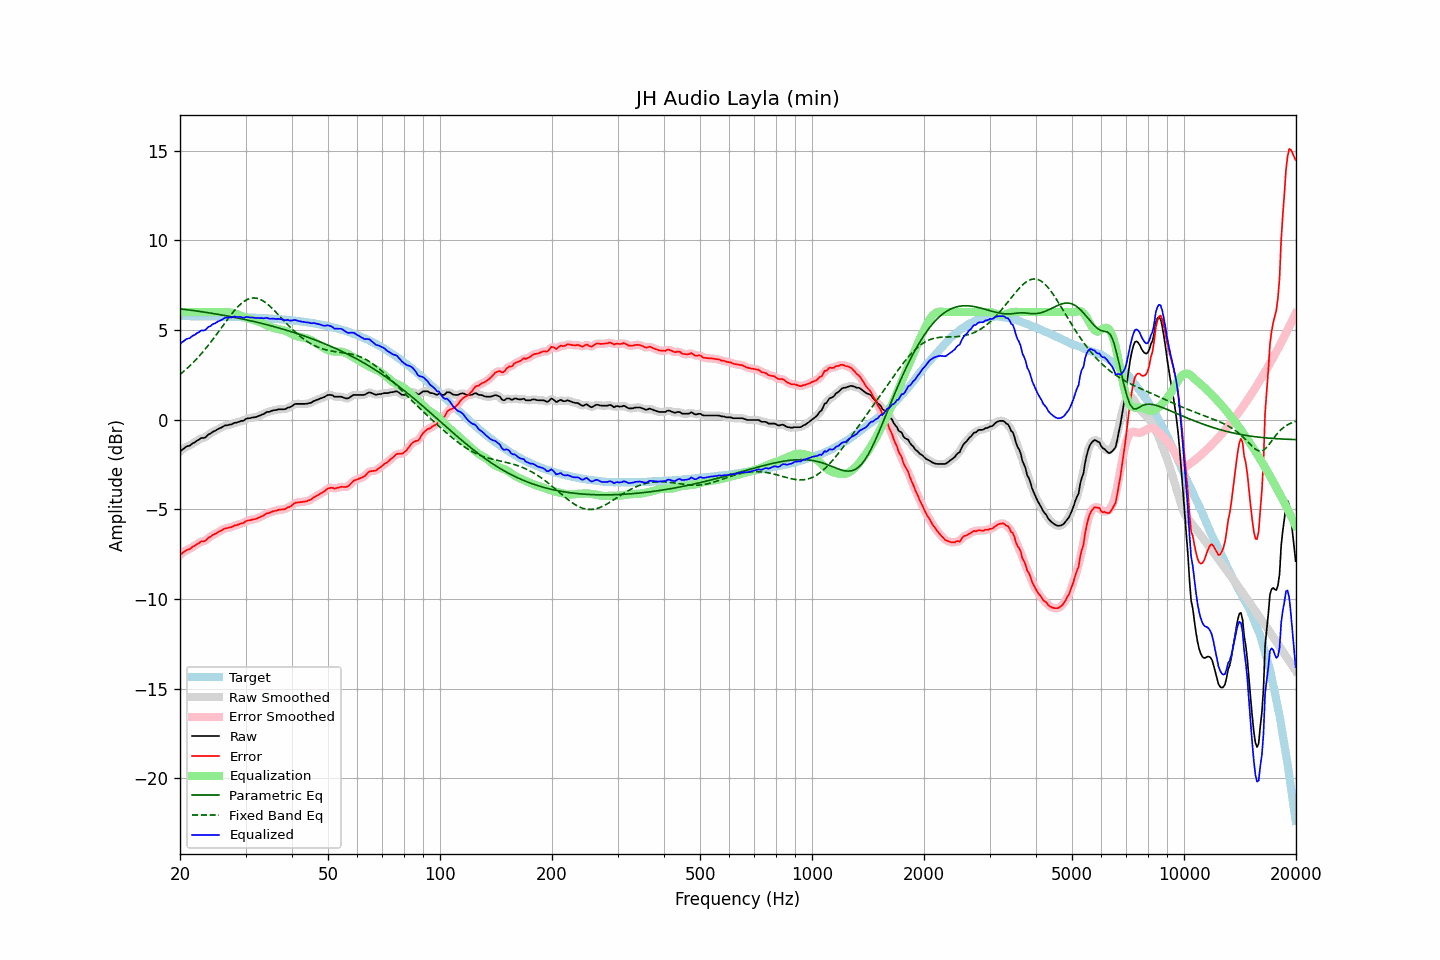 JH Audio Layla (min)
Amplitude (dBr)
15
10
5
0
−5
−10
−15
−20
Target
Raw Smoothed
Error Smoothed
Raw
Error
Equalization
Parametric Eq
Fixed Band Eq
Equalized
20 50 100 200 500 1000 2000 5000 10000 20000
Frequency (Hz)